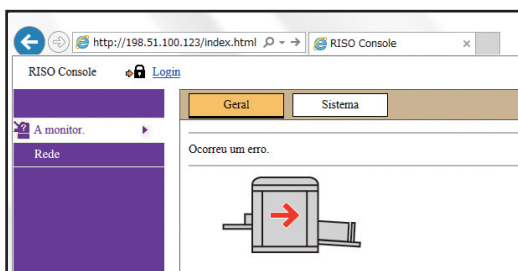 http://198.51.100.123/index.html
RISO Console
RISO Console
Login
Geral
Sistema
A monitor.
Rede
Ocorreu um erro.